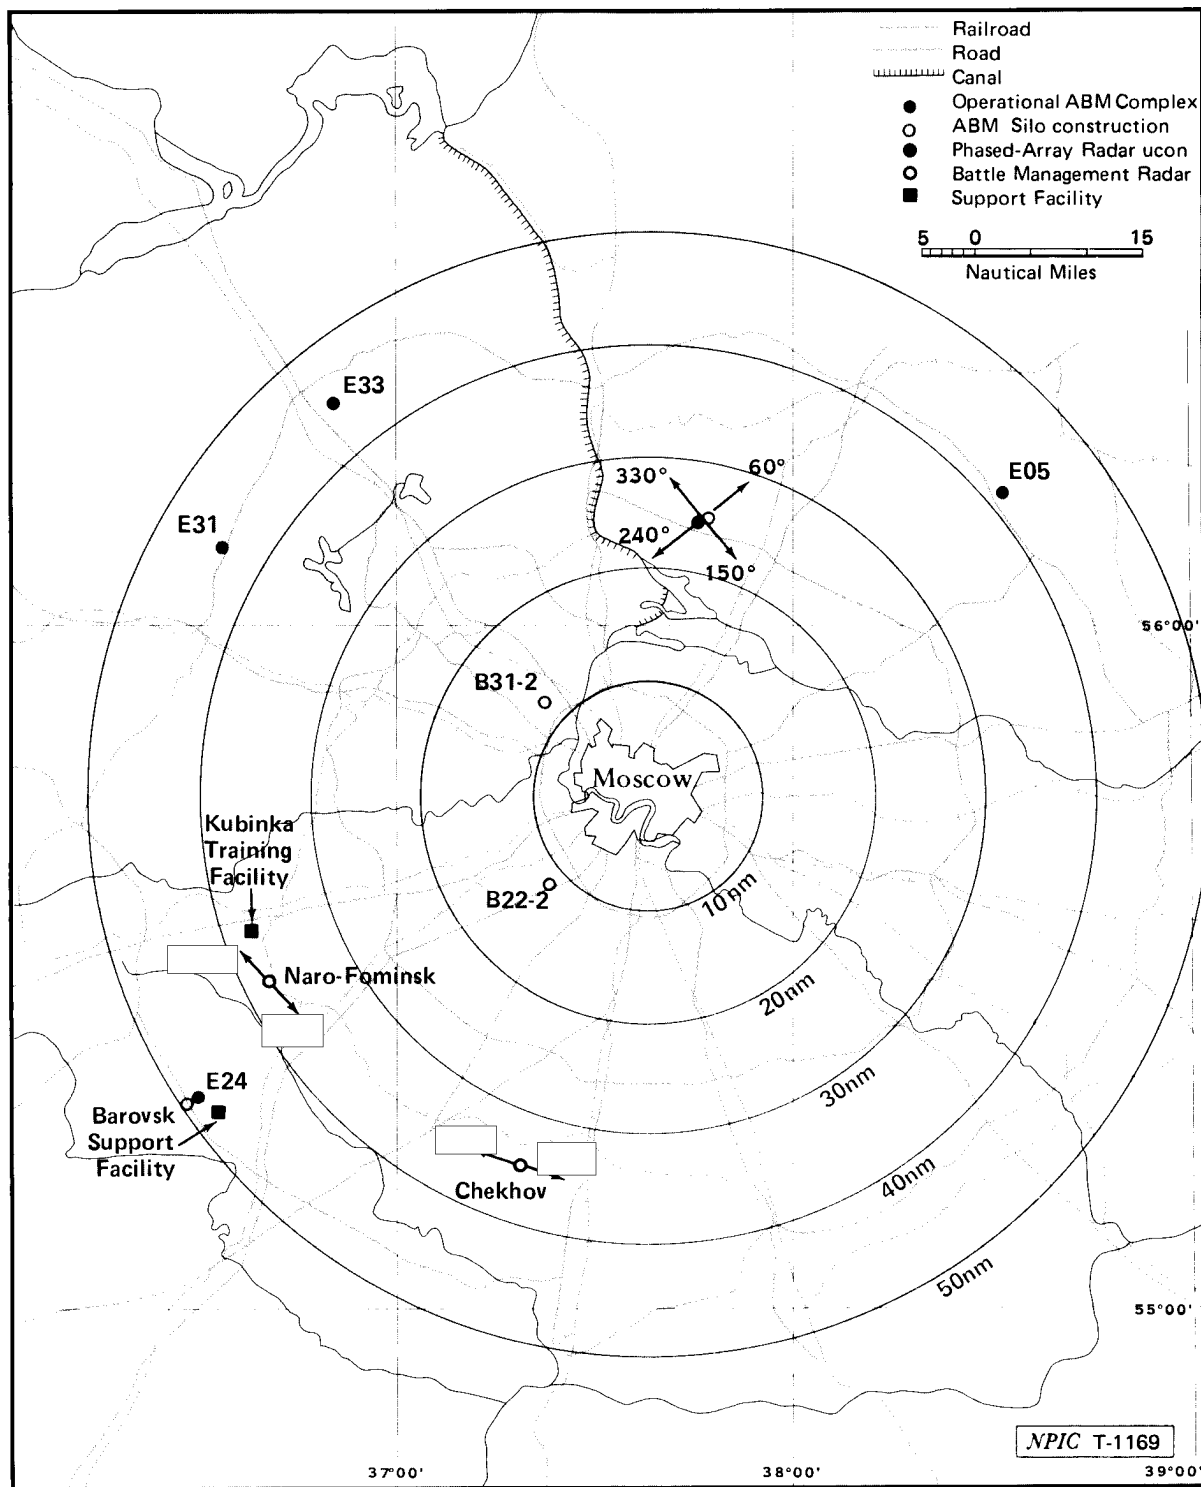 Railroad
Road
Canal
Operational ABM Complex
ABM Silo construction
Phased-Array Radar ucon
Battle Management Radar
Support Facility
5 0 15
Nautical Miles
E33
E05
330°
60°
E31
240°
150°
56°00'
B31-2
Moscow
Kubinka
Training
Facility
B22-2
10nm
Naro-Fominsk
20nm
E24
30nm
Barovsk
Support
Facility
Chekhov
40nm
50nm
55°00'
NPIC T-1169
37°00'
38°00'
39°00'